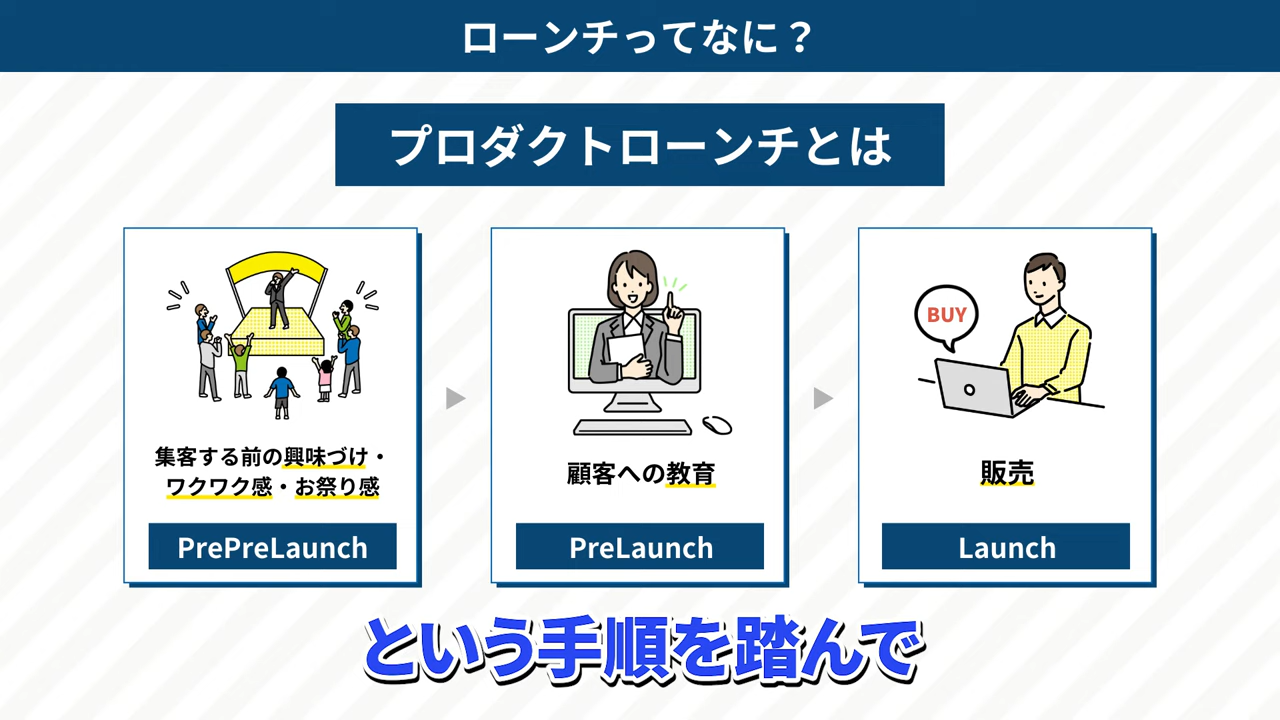 ローンチってなに？
プロダクトローンチとは
集客する前の興味づけ・
ワクワク感・お祭り感
PrePreLaunch
顧客への教育
PreLaunch
BUY
販売
Launch
という手順を踏んで